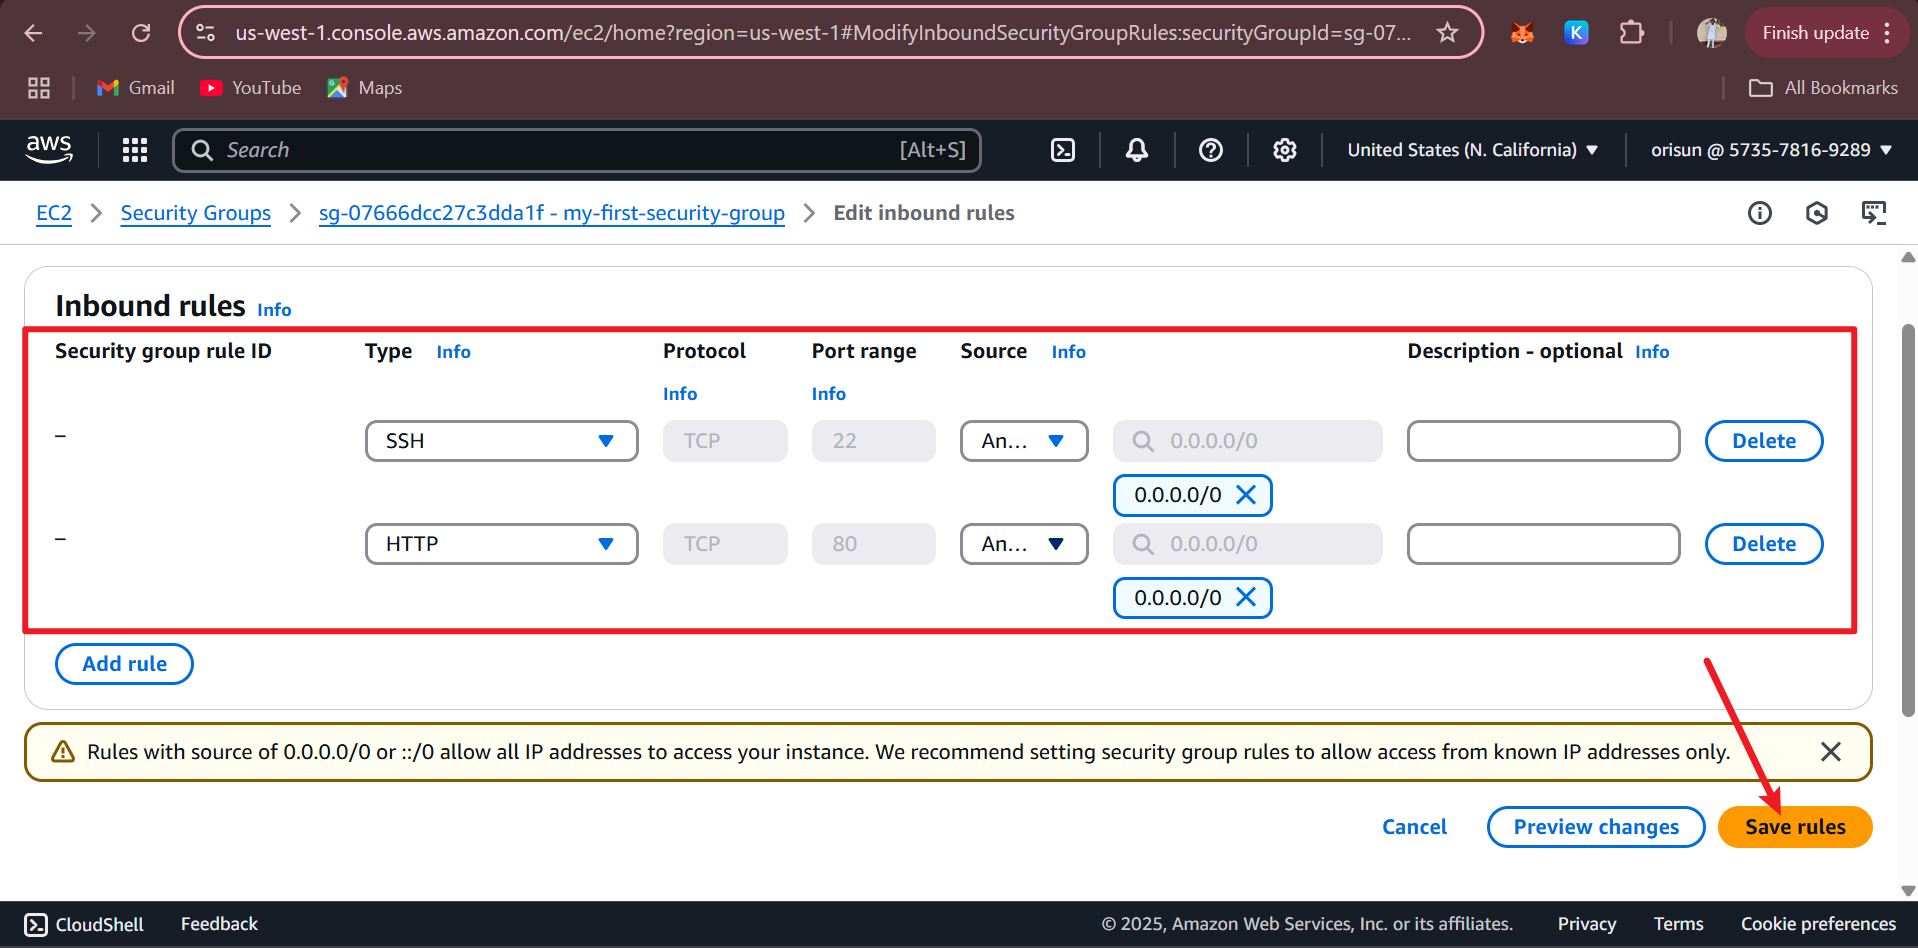 us-west-1.console.aws.amazon.com/ec2/home?region=us-west-1#ModifyInboundSecurityGroupRules:securityGroupId=sg-07... K Finish update
Gmail YouTube Maps All Bookmarks
aws Search [Alt+S] United States (N. California) orisun @ 5735-7816-9289
EC2 Security Groups sg-07666dcc27c3dda1f - my-first-security-group Edit inbound rules
Inbound rules Info
Security group rule ID Type Info Protocol Port range Source Info Description - optional Info
Info Info
– SSH TCP 22 An... 0.0.0.0/0 Delete
0.0.0.0/0
– HTTP TCP 80 An... 0.0.0.0/0 Delete
0.0.0.0/0
Add rule
Rules with source of 0.0.0.0/0 or ::/0 allow all IP addresses to access your instance. We recommend setting security group rules to allow access from known IP addresses only.
Cancel Preview changes Save rules
CloudShell Feedback © 2025, Amazon Web Services, Inc. or its affiliates. Privacy Terms Cookie preferences